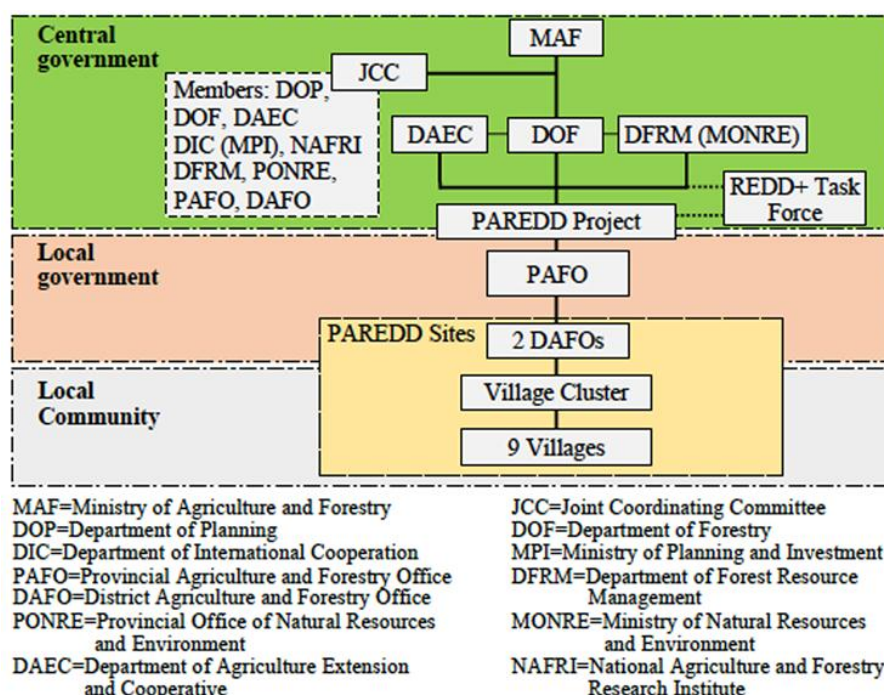 Central
government
MAF
JCC
Members: DOP,
DOF, DAEC
DIC (MPI), NAFRI
DFRM, PONRE,
PAFO, DAFO
DAEC
DOF
DFRM (MONRE)
REDD+ Task
Force
PAREDD Project
Local
government
PAFO
PAREDD Sites
2 DAFOs
Local
Community
Village Cluster
9 Villages
MAF=Ministry of Agriculture and Forestry
DOP=Department of Planning
DIC=Department of International Cooperation
PAFO=Provincial Agriculture and Forestry Office
DAFO=District Agriculture and Forestry Office
PONRE=Provincial Office of Natural Resources
and Environment
DAEC=Department of Agriculture Extension
and Cooperative
JCC=Joint Coordinating Committee
DOF=Department of Forestry
MPI=Ministry of Planning and Investment
DFRM=Department of Forest Resource
Management
MONRE=Ministry of Natural Resources
and Environment
NAFRI=National Agriculture and Forestry
Research Institute